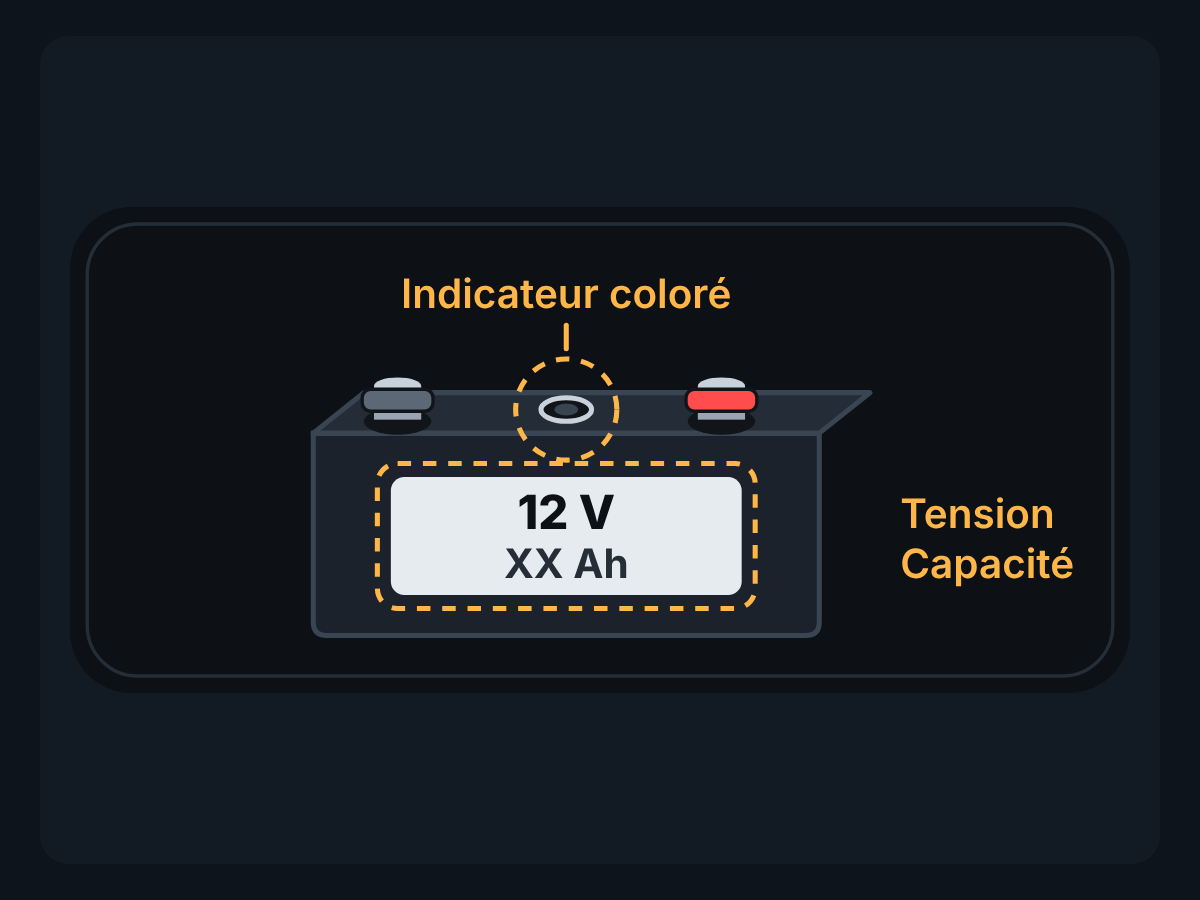 Indicateur coloré
12 V
XX Ah
Tension
Capacité